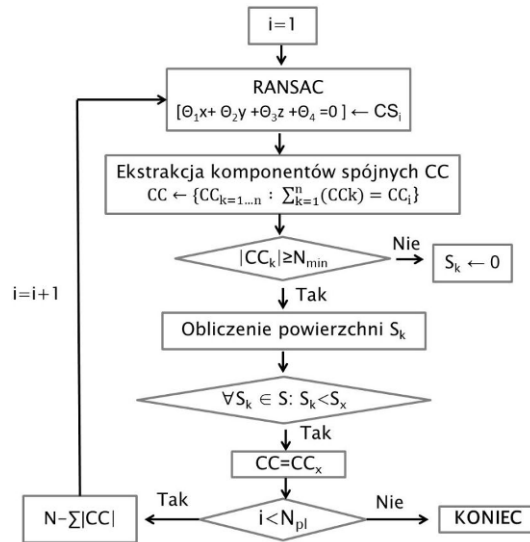 i=1
RANSAC
[Θ₁x+ Θ₂y +Θ₃z +Θ₄ =0 ] ← CSᵢ
Ekstrakcja komponentów spójnych CC
CC ← {CCₖ₌₁…ₙ : ∑ⁿₖ₌₁(CCk) = CCᵢ}
|CCₖ|≥N_min
Nie
Sₖ ← 0
i=i+1
Tak
Obliczenie powierzchni Sₖ
∀Sₖ ∈ S: Sₖ<Sₓ
Tak
CC=CCₓ
N−∑|CC|
Tak
i<N_pl
Nie
KONIEC